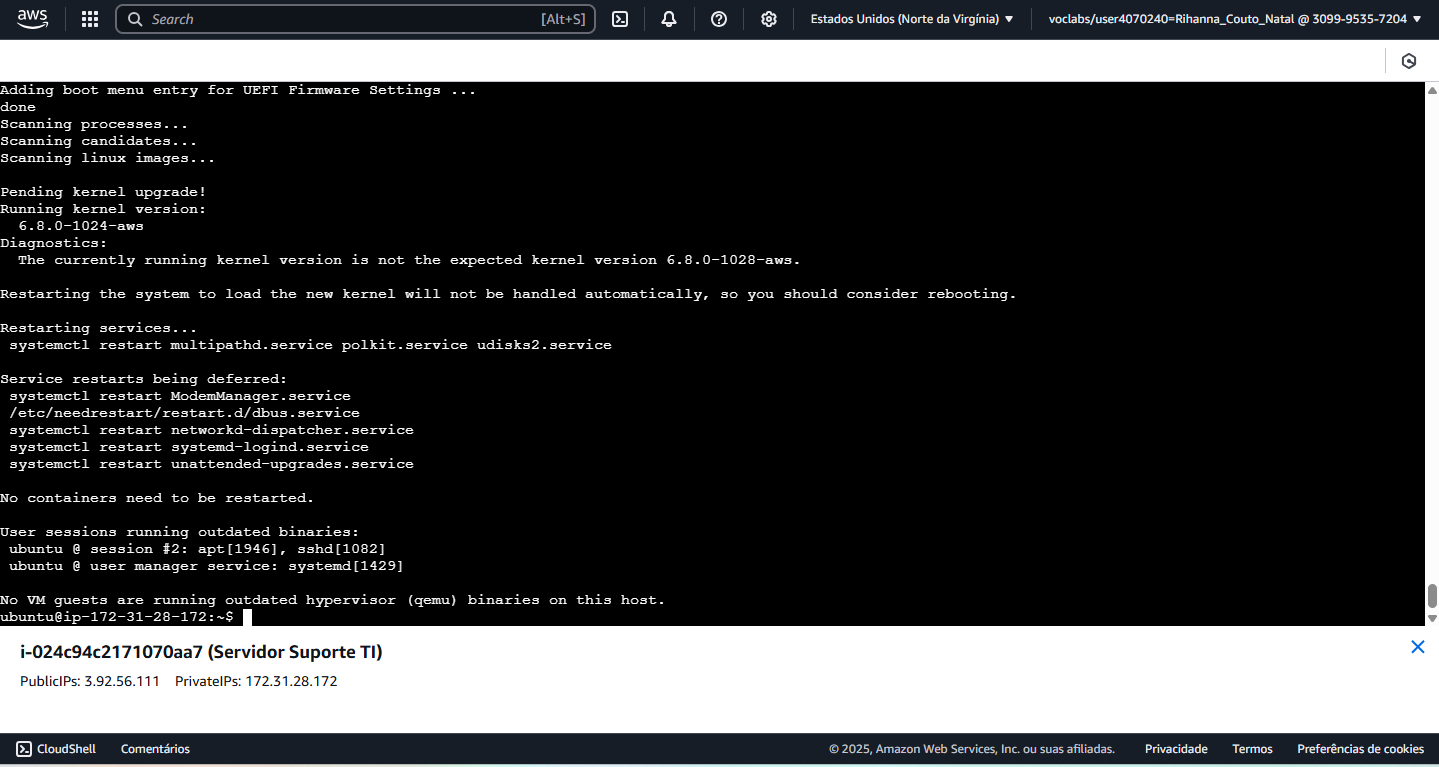 aws
Search [Alt+S]
Estados Unidos (Norte da Virgínia) ▼
voclabs/user4070240=Rihanna_Couto_Natal @ 3099-9535-7204 ▼
Adding boot menu entry for UEFI Firmware Settings ...
done
Scanning processes...
Scanning candidates...
Scanning linux images...
Pending kernel upgrade!
Running kernel version:
6.8.0-1024-aws
Diagnostics:
The currently running kernel version is not the expected kernel version 6.8.0-1028-aws.
Restarting the system to load the new kernel will not be handled automatically, so you should consider rebooting.
Restarting services...
systemctl restart multipathd.service polkit.service udisks2.service
Service restarts being deferred:
systemctl restart ModemManager.service
/etc/needrestart/restart.d/dbus.service
systemctl restart networkd-dispatcher.service
systemctl restart systemd-logind.service
systemctl restart unattended-upgrades.service
No containers need to be restarted.
User sessions running outdated binaries:
ubuntu @ session #2: apt[1946], sshd[1082]
ubuntu @ user manager service: systemd[1429]
No VM guests are running outdated hypervisor (qemu) binaries on this host.
ubuntu@ip-172-31-28-172:~$
i-024c94c2171070aa7 (Servidor Suporte TI)
PublicIPs: 3.92.56.111 PrivateIPs: 172.31.28.172
CloudShell
Comentários
© 2025, Amazon Web Services, Inc. ou suas afiliadas.
Privacidade
Termos
Preferências de cookies